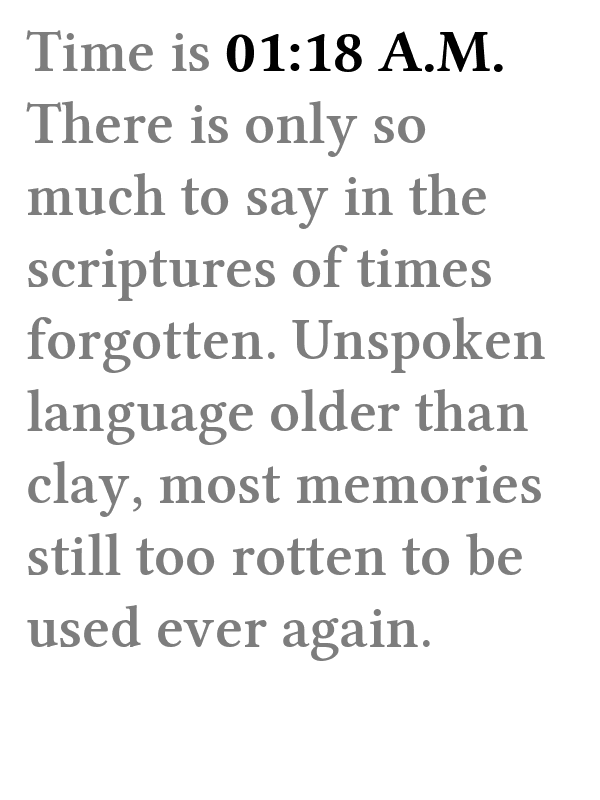 Time is 01:18 A.M.
There is only so
much to say in the
scriptures of times
forgotten. Unspoken
language older than
clay, most memories
still too rotten to be
used ever again.